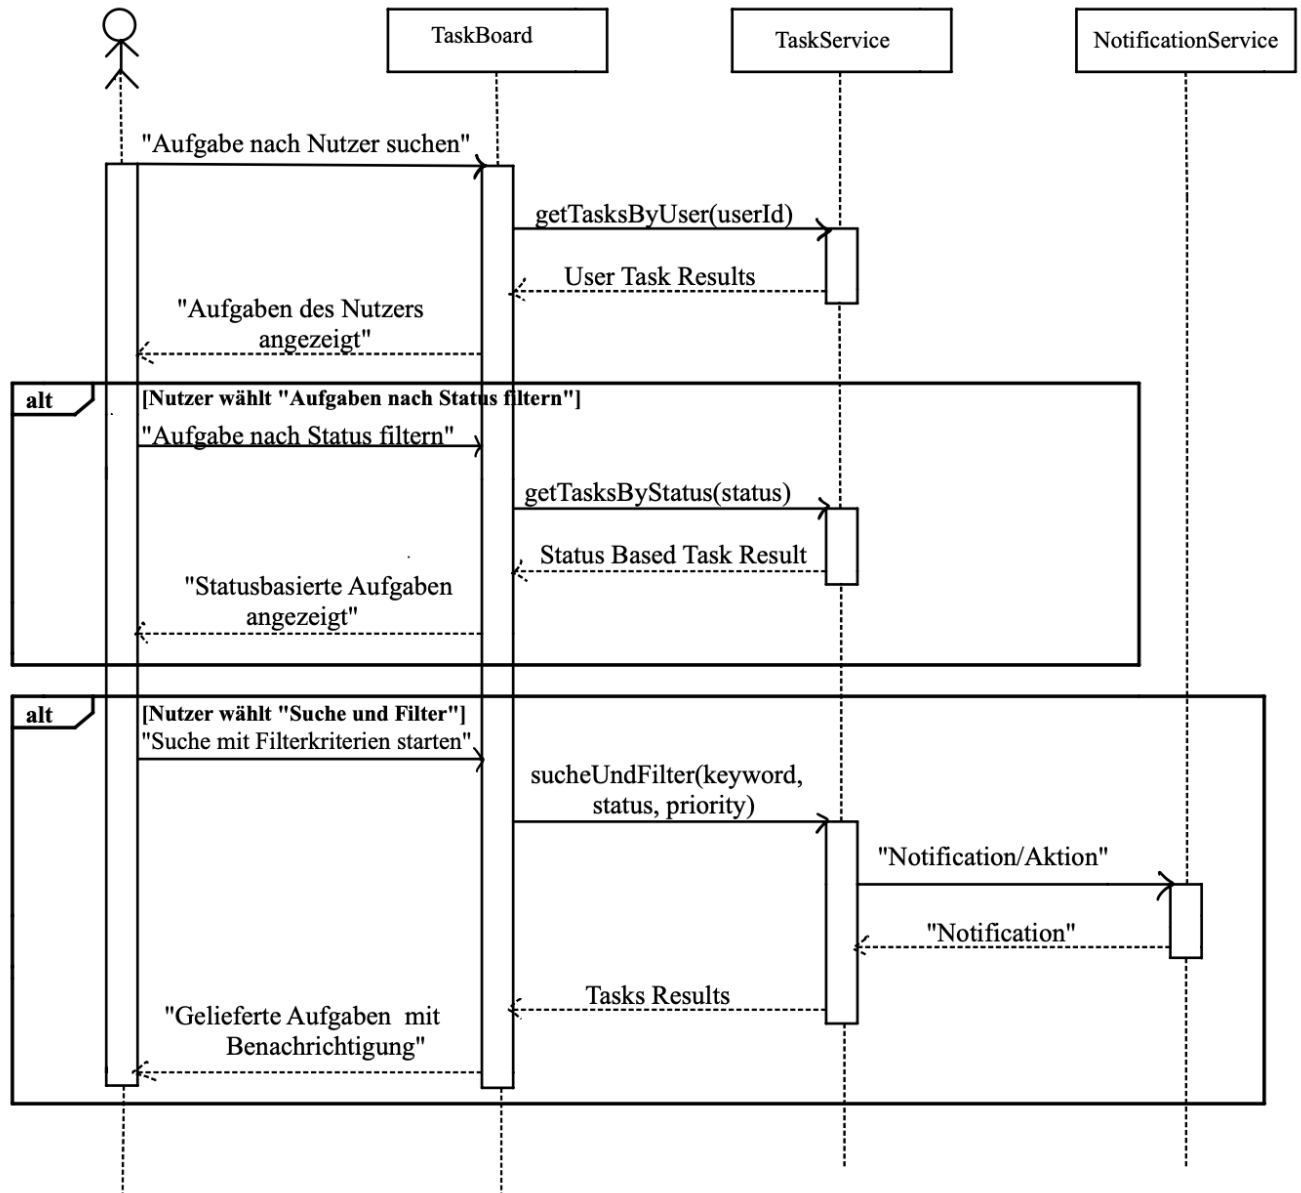 TaskBoard
TaskService
NotificationService
"Aufgabe nach Nutzer suchen"
getTasksByUser(userId)
User Task Results
"Aufgaben des Nutzers
angezeigt"
alt
[Nutzer wählt "Aufgaben nach Status filtern"]
"Aufgabe nach Status filtern"
getTasksByStatus(status)
Status Based Task Result
"Statusbasierte Aufgaben
angezeigt"
alt
[Nutzer wählt "Suche und Filter"]
"Suche mit Filterkriterien starten"
sucheUndFilter(keyword,
status, priority)
"Notification/Aktion"
"Notification"
Tasks Results
"Gelieferte Aufgaben mit
Benachrichtigung"